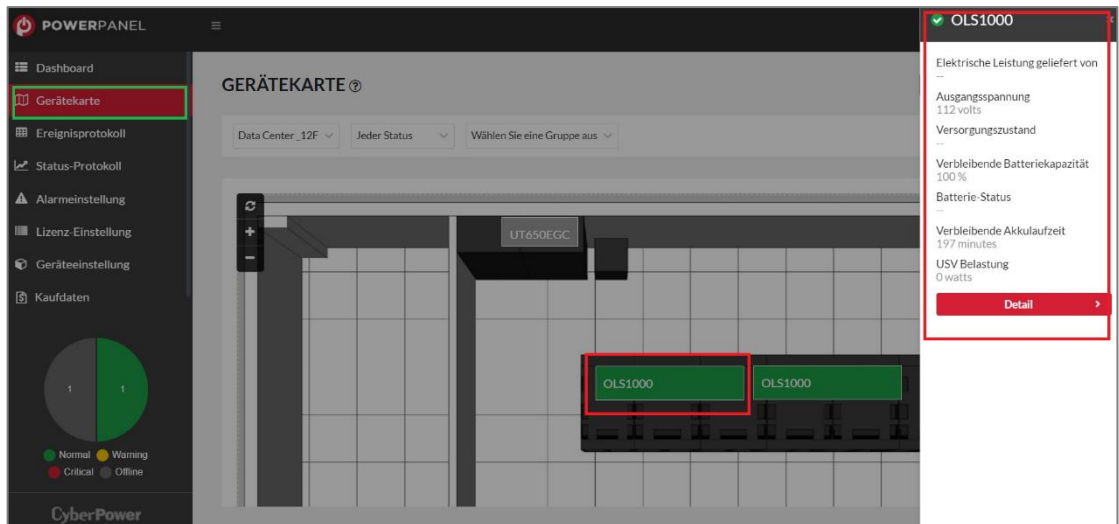 POWERPANEL
Dashboard
Gerätekarte
Ereignisprotokoll
Status-Protokoll
Alarmeinstellung
Lizenz-Einstellung
Geräteeinstellung
Kaufdaten
1 1
Normal Warning
Critical Offline
CyberPower
GERÄTEKARTE
Data Center_12F Jeder Status Wählen Sie eine Gruppe aus
UT650EGC
OLS1000 OLS1000
OLS1000
Elektrische Leistung geliefert von
--
Ausgangsspannung
112 volts
Versorgungszustand
--
Verbleibende Batteriekapazität
100 %
Batterie-Status
--
Verbleibende Akkulaufzeit
197 minutes
USV Belastung
0 watts
Detail